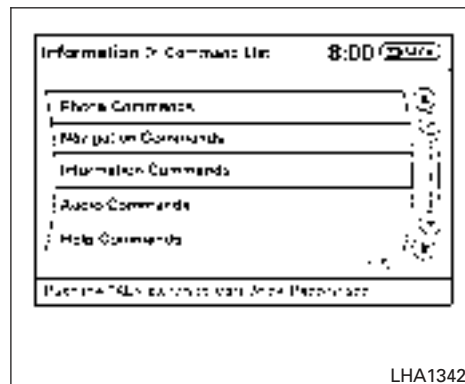 Information > Command List 8:00
Phone Commands
Navigation Commands
Information Commands
Audio Commands
Help Commands
LHA1342